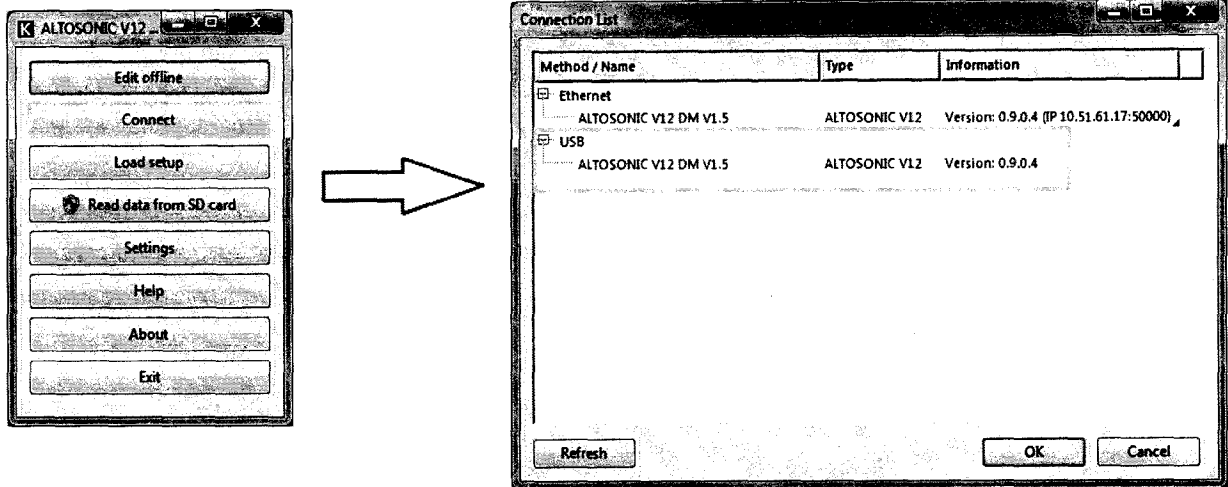 K ALTOSONIC V12 ...
Edit offline
Connect
Load setup
Read data from SD card
Settings
Help
About
Exit
Connection List
Method / Name Type Information
Ethernet
ALTOSONIC V12 DM V1.5 ALTOSONIC V12 Version: 0.9.0.4 (IP 10.51.61.17:50000)
USB
ALTOSONIC V12 DM V1.5 ALTOSONIC V12 Version: 0.9.0.4
Refresh OK Cancel